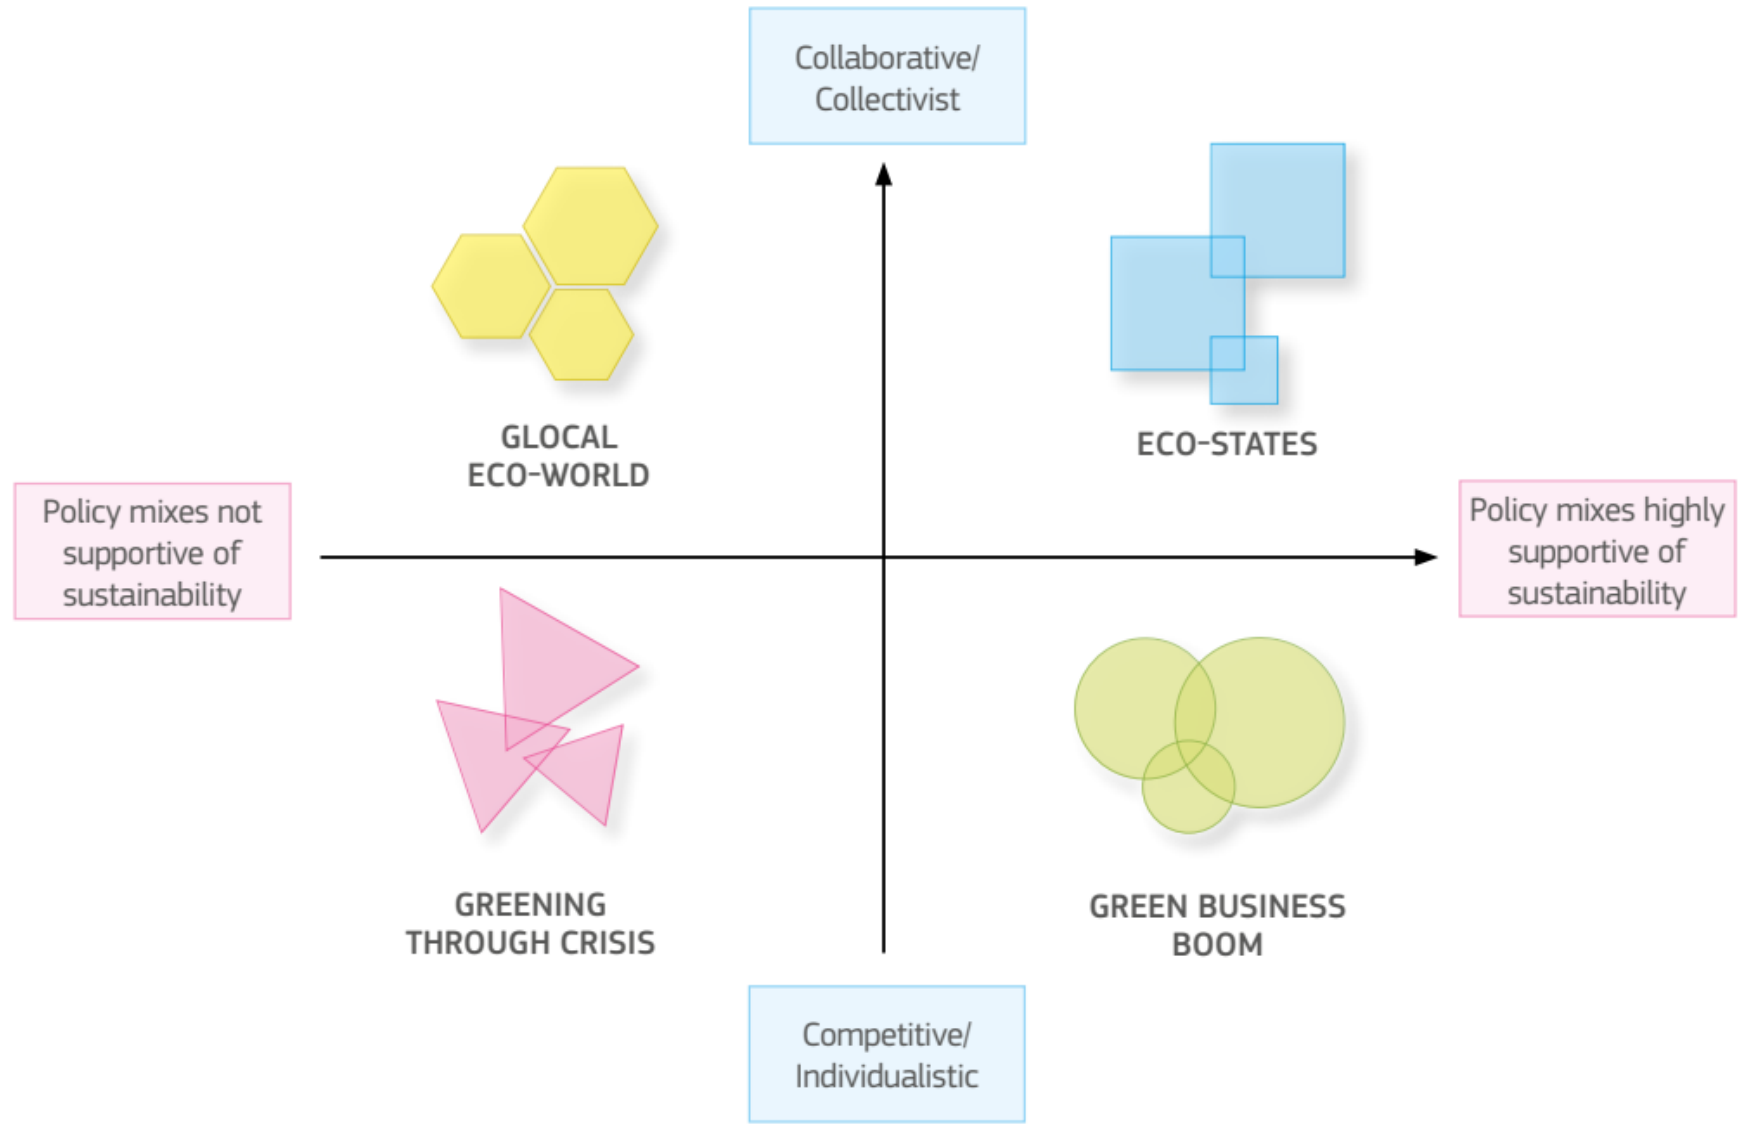 Collaborative/
Collectivist
GLOCAL
ECO-WORLD
ECO-STATES
Policy mixes not
supportive of
sustainability
Policy mixes highly
supportive of
sustainability
GREENING
THROUGH CRISIS
GREEN BUSINESS
BOOM
Competitive/
Individualistic